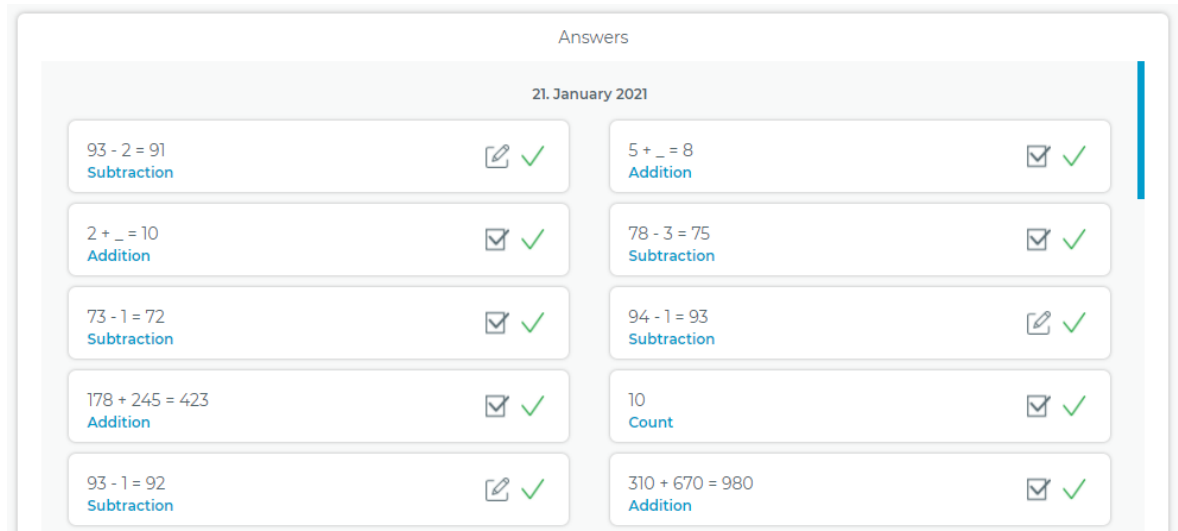 Answers
21. January 2021
93 - 2 = 91
Subtraction
5 + _ = 8
Addition
2 + _ = 10
Addition
78 - 3 = 75
Subtraction
73 - 1 = 72
Subtraction
94 - 1 = 93
Subtraction
178 + 245 = 423
Addition
10
Count
93 - 1 = 92
Subtraction
310 + 670 = 980
Addition